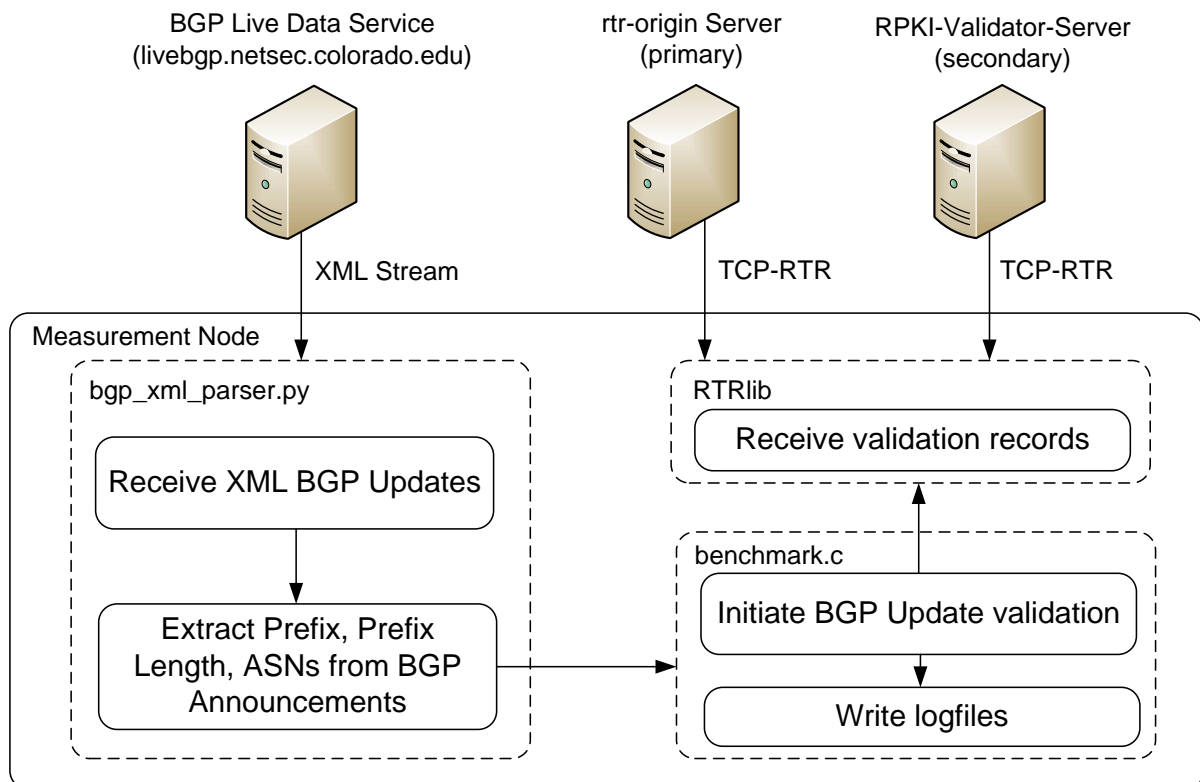 BGP Live Data Service
(livebgp.netsec.colorado.edu)
rtr-origin Server
(primary)
RPKI-Validator-Server
(secondary)
XML Stream
TCP-RTR
TCP-RTR
Measurement Node
bgp_xml_parser.py
Receive XML BGP Updates
Extract Prefix, Prefix
Length, ASNs from BGP
Announcements
RTRlib
Receive validation records
benchmark.c
Initiate BGP Update validation
Write logfiles